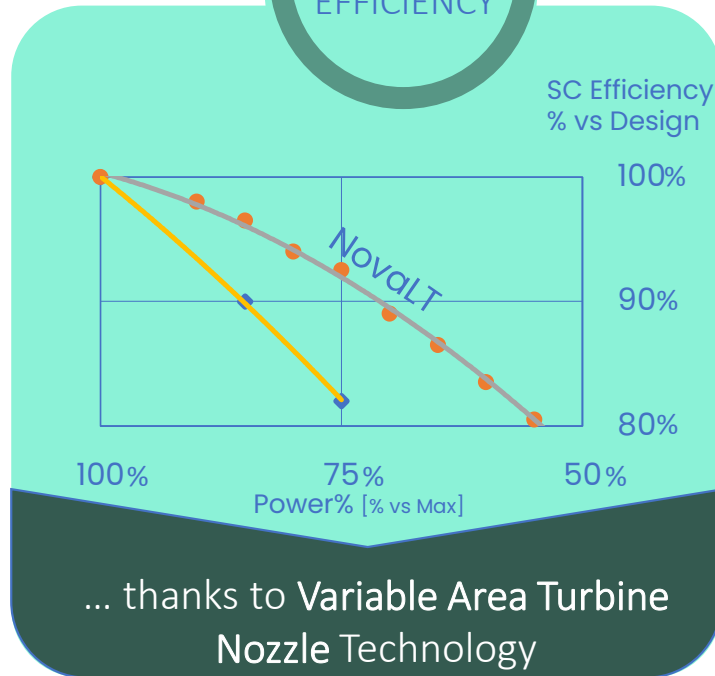 EFFICIENCY
SC Efficiency
% vs Design
100%
NovaLT
90%
80%
100% 75% 50%
Power% [% vs Max]
... thanks to Variable Area Turbine
Nozzle Technology